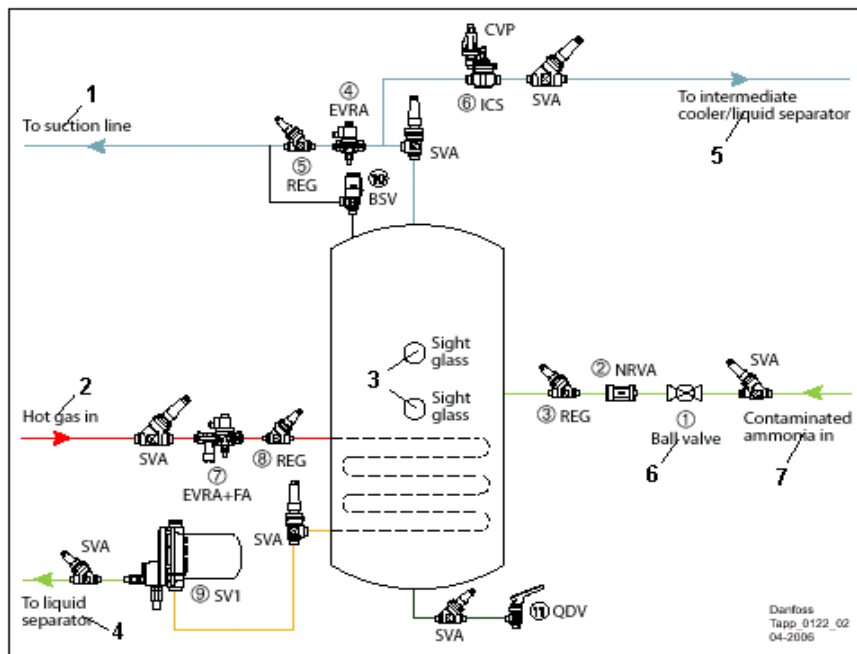 CVP
1
④
EVRA
⑥ ICS
SVA
To intermediate
cooler/liquid separator
5
To suction line
⑤
REG
SVA
⑩
BSV
Sight
glass
3
Sight
glass
② NRVA
SVA
③ REG
①
Ball valve
6
Contaminated
ammonia in
7
2
Hot gas in
SVA
⑧ REG
⑦
EVRA+FA
SVA
SVA
⑨ SV1
To liquid
separator
4
SVA
⑪ QDV
Danfoss
Tapp_0122_02
04-2006